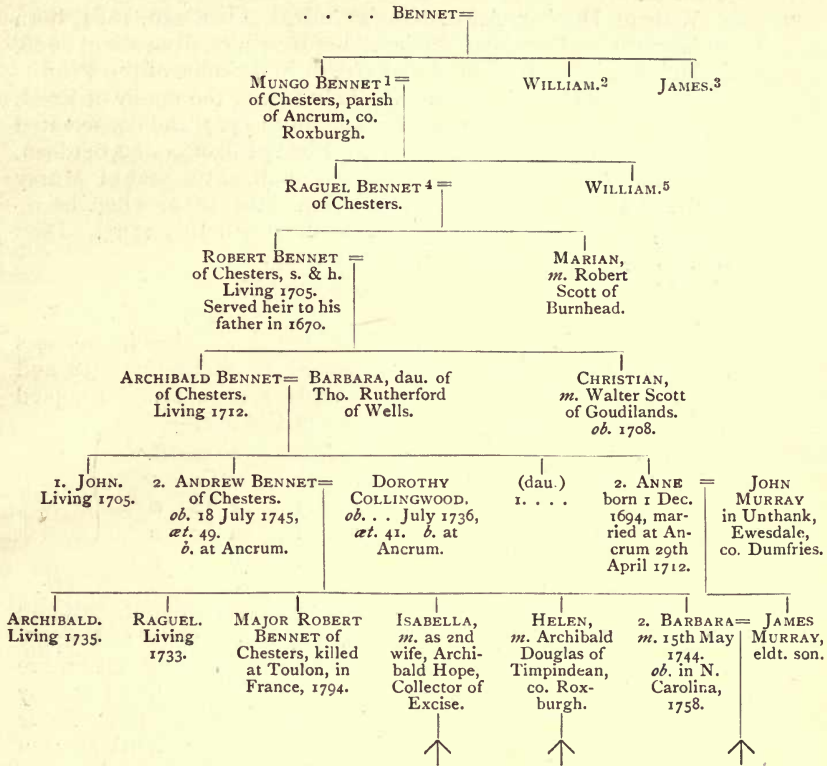 . . . . BENNET=
MUNGO BENNET¹=
of Chesters, parish
of Ancrum, co.
Roxburgh.
WILLIAM.²
JAMES.³
RAGUEL BENNET⁴=
of Chesters.
WILLIAM.⁵
ROBERT BENNET =
of Chesters, s. & h.
Living 1705.
Served heir to his
father in 1670.
MARIAN,
m. Robert
Scott of
Burnhead.
ARCHIBALD BENNET=
of Chesters.
Living 1712.
BARBARA, dau. of
Tho. Rutherford
of Wells.
CHRISTIAN,
m. Walter Scott
of Goudilands.
ob. 1708.
1. JOHN.
Living 1705.
2. ANDREW BENNET=
of Chesters.
ob. 18 July 1745,
æt. 49.
b. at Ancrum.
DOROTHY
COLLINGWOOD.
ob. . . July 1736,
æt. 41. b. at
Ancrum.
(dau.)
1. . . .
2. ANNE =
born 1 Dec.
1694, mar-
ried at An-
crum 29th
April 1712.
JOHN
MURRAY
in Unthank,
Ewesdale,
co. Dumfries.
ARCHIBALD.
Living 1735.
RAGUEL.
Living
1733.
MAJOR ROBERT
BENNET of
Chesters, killed
at Toulon, in
France, 1794.
ISABELLA,
m. as 2nd
wife, Archi-
bald Hope,
Collector of
Excise.
HELEN,
m. Archibald
Douglas of
Timpindean,
co. Rox-
burgh.
2. BARBARA=
m. 15th May
1744.
ob. in N.
Carolina,
1758.
JAMES
MURRAY,
eldt. son.